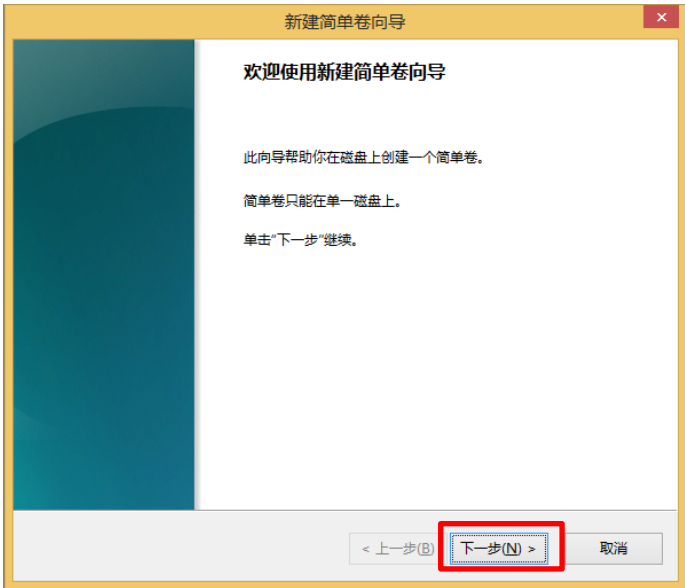 新建简单卷向导
欢迎使用新建简单卷向导
此向导帮助你在磁盘上创建一个简单卷。
简单卷只能在单一磁盘上。
单击"下一步"继续。
< 上一步(B) 下一步(N) > 取消